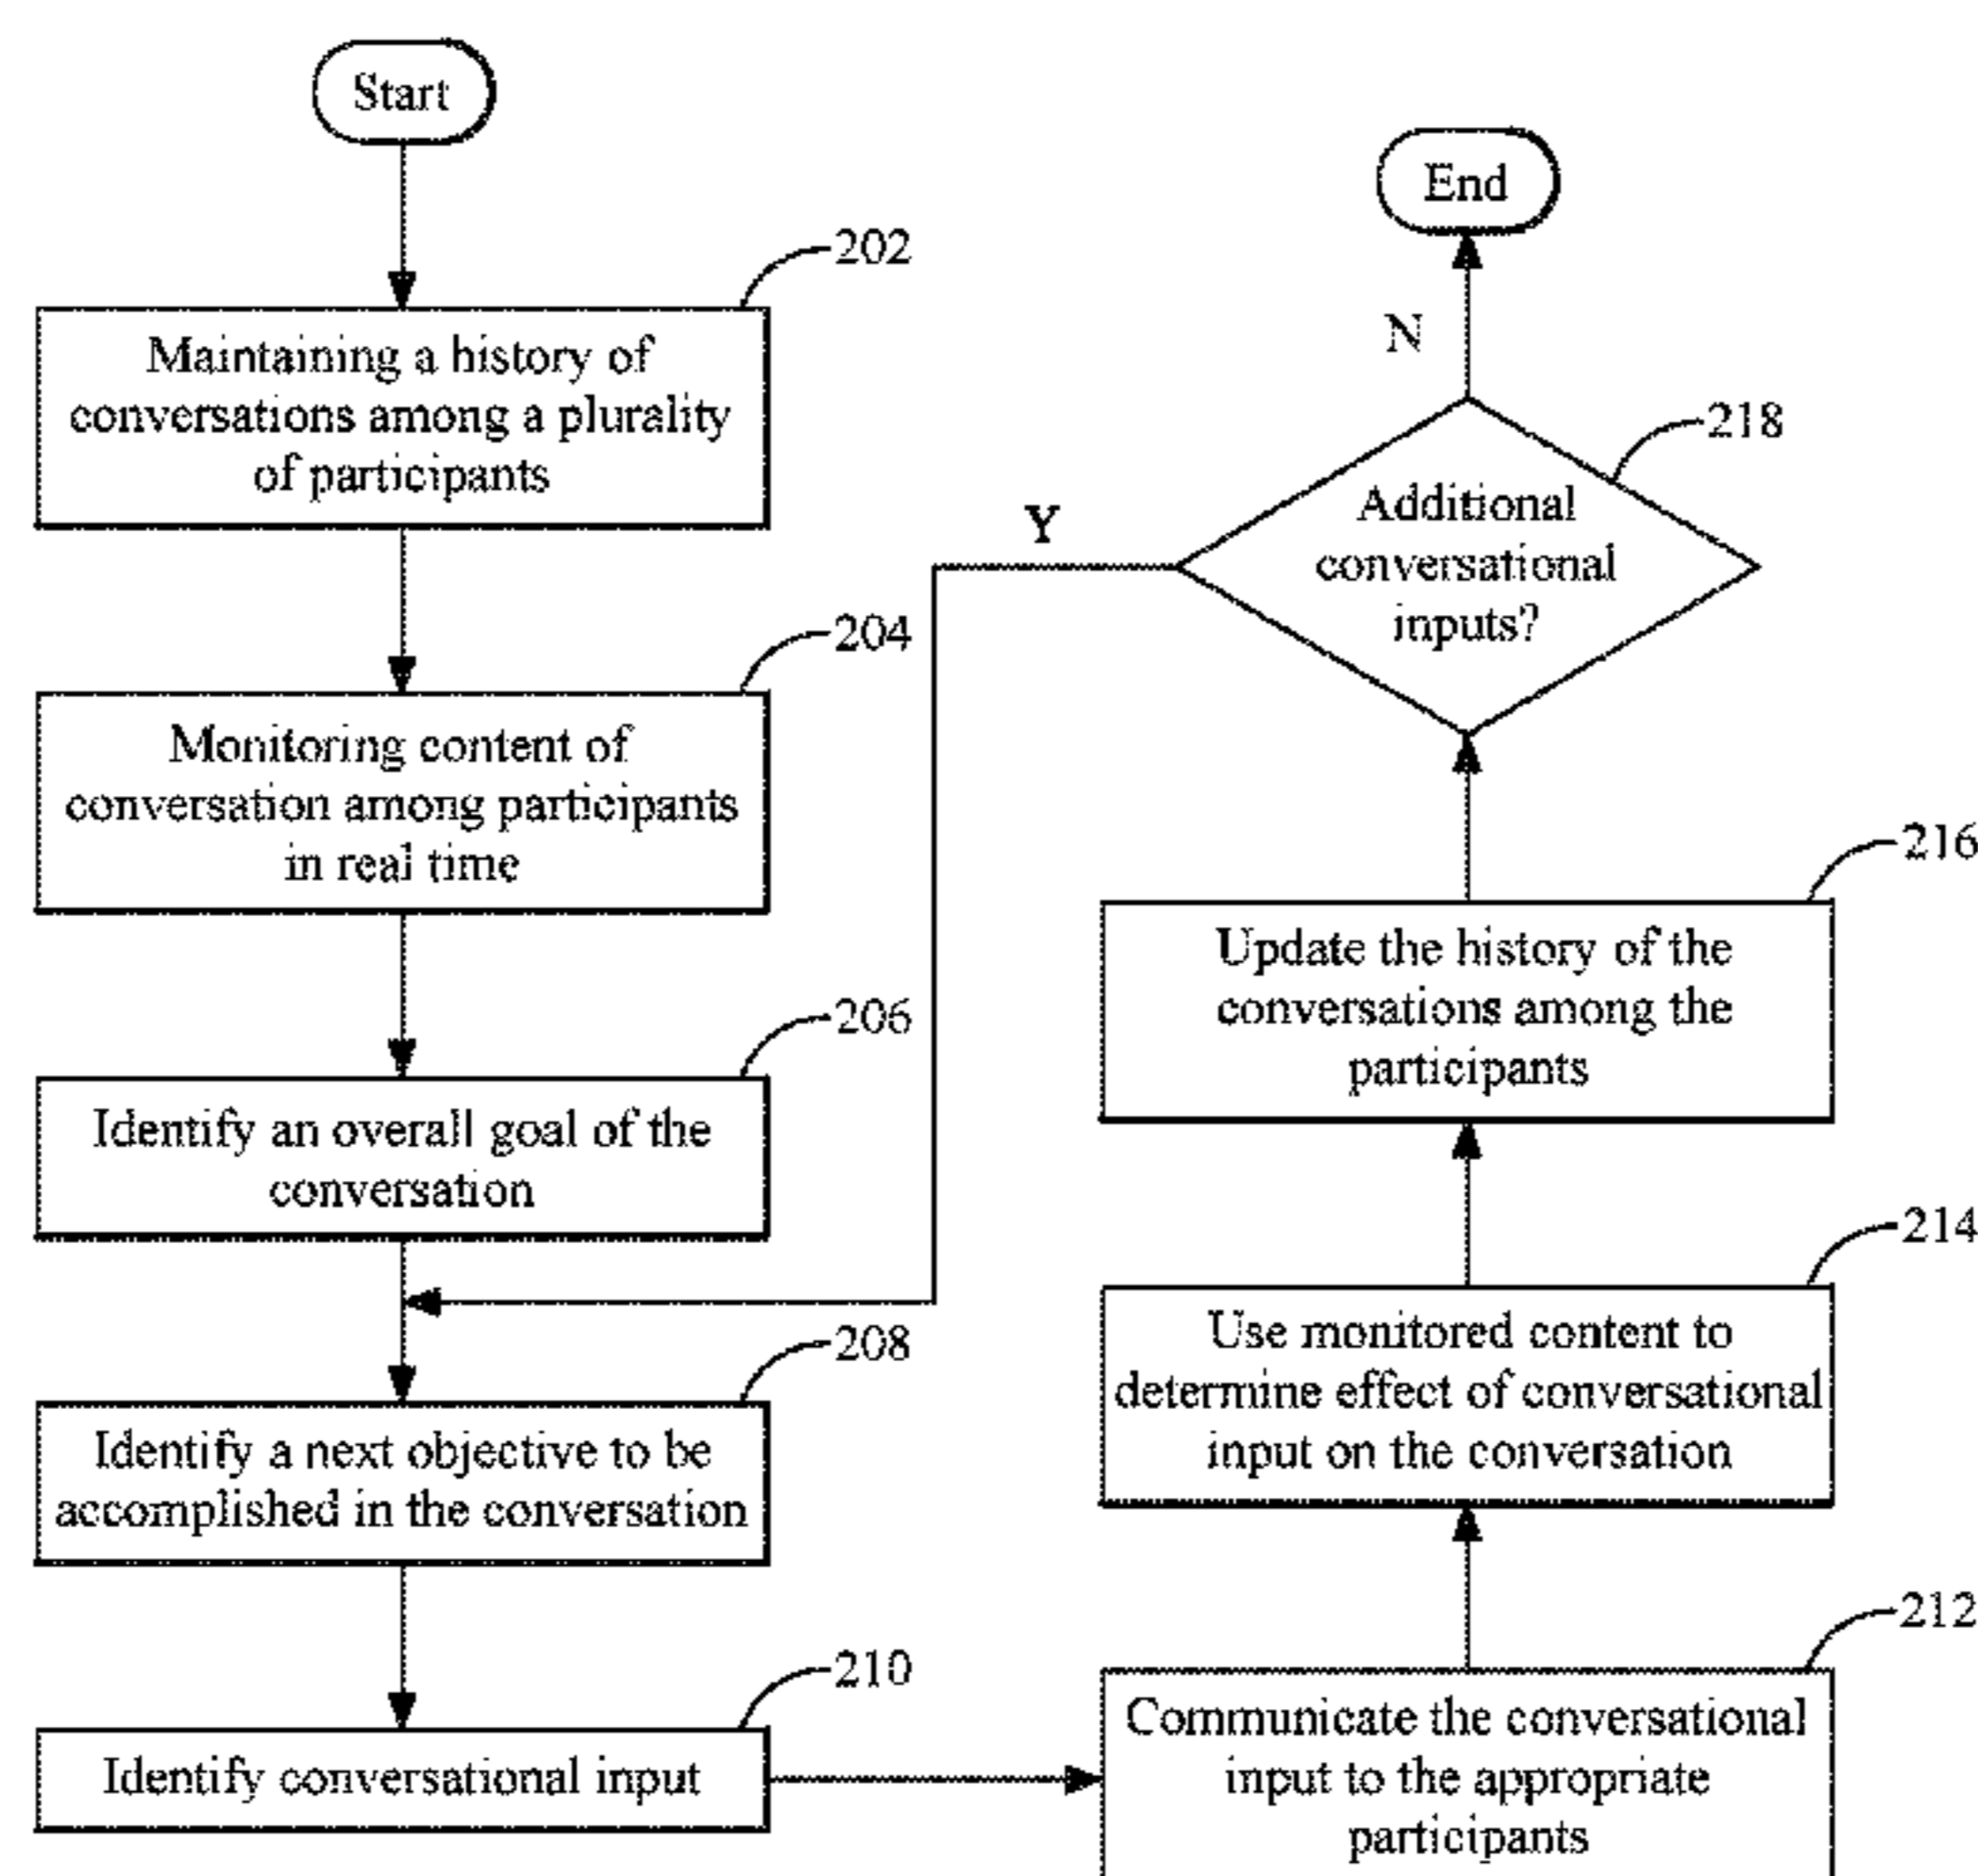 Start
202
Maintaining a history of
conversations among a plurality
of participants
204
Monitoring content of
conversation among participants
in real time
206
Identify an overall goal of the
conversation
208
Identify a next objective to be
accomplished in the conversation
210
Identify conversational input
212
Communicate the conversational
input to the appropriate
participants
214
Use monitored content to
determine effect of conversational
input on the conversation
216
Update the history of the
conversations among the
participants
218
Additional
conversational
inputs?
Y
N
End